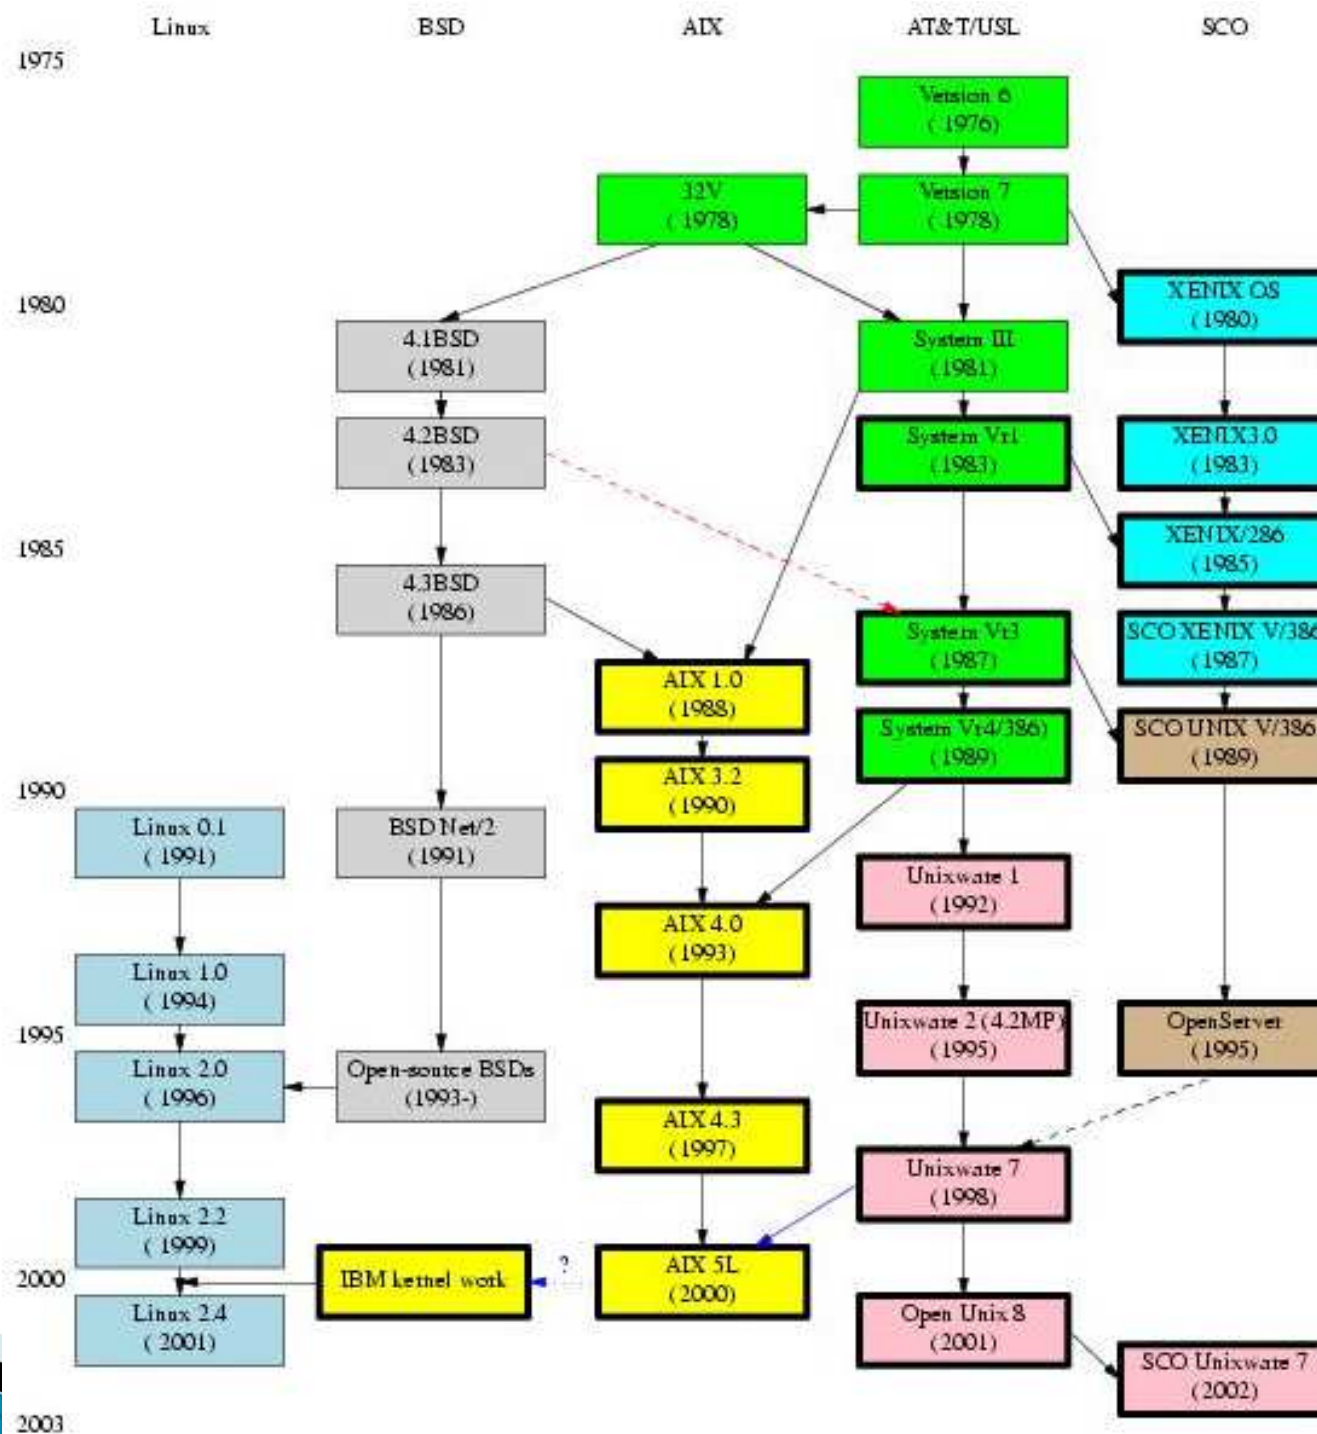 Linux BSD AIX AT&T/USL SCO
1975
Version 6
( 1976)
32V
( 1978)
Version 7
( 1978)
1980
XENIX OS
(1980)
4.1BSD
(1981)
System III
(1981)
4.2BSD
(1983)
System Vr1
(1983)
XENIX3.0
(1983)
1985
XENIX/286
(1985)
4.3BSD
(1986)
System Vr3
(1987)
SCO XENIX V/386
(1987)
AIX 1.0
(1988)
System Vr4/386)
(1989)
SCO UNIX V/386
(1989)
1990
AIX 3.2
(1990)
Linux 0.1
( 1991)
BSD Net/2
(1991)
Unixware 1
(1992)
AIX 4.0
(1993)
Linux 1.0
( 1994)
1995
Unixware 2 (4.2MP)
(1995)
OpenServer
(1995)
Linux 2.0
( 1996)
Open-source BSDs
(1993-)
AIX 4.3
(1997)
Unixware 7
(1998)
Linux 2.2
( 1999)
2000
IBM kernel work
?
AIX 5L
(2000)
Linux 2.4
( 2001)
Open Unix 8
(2001)
SCO Unixware 7
(2002)
2003